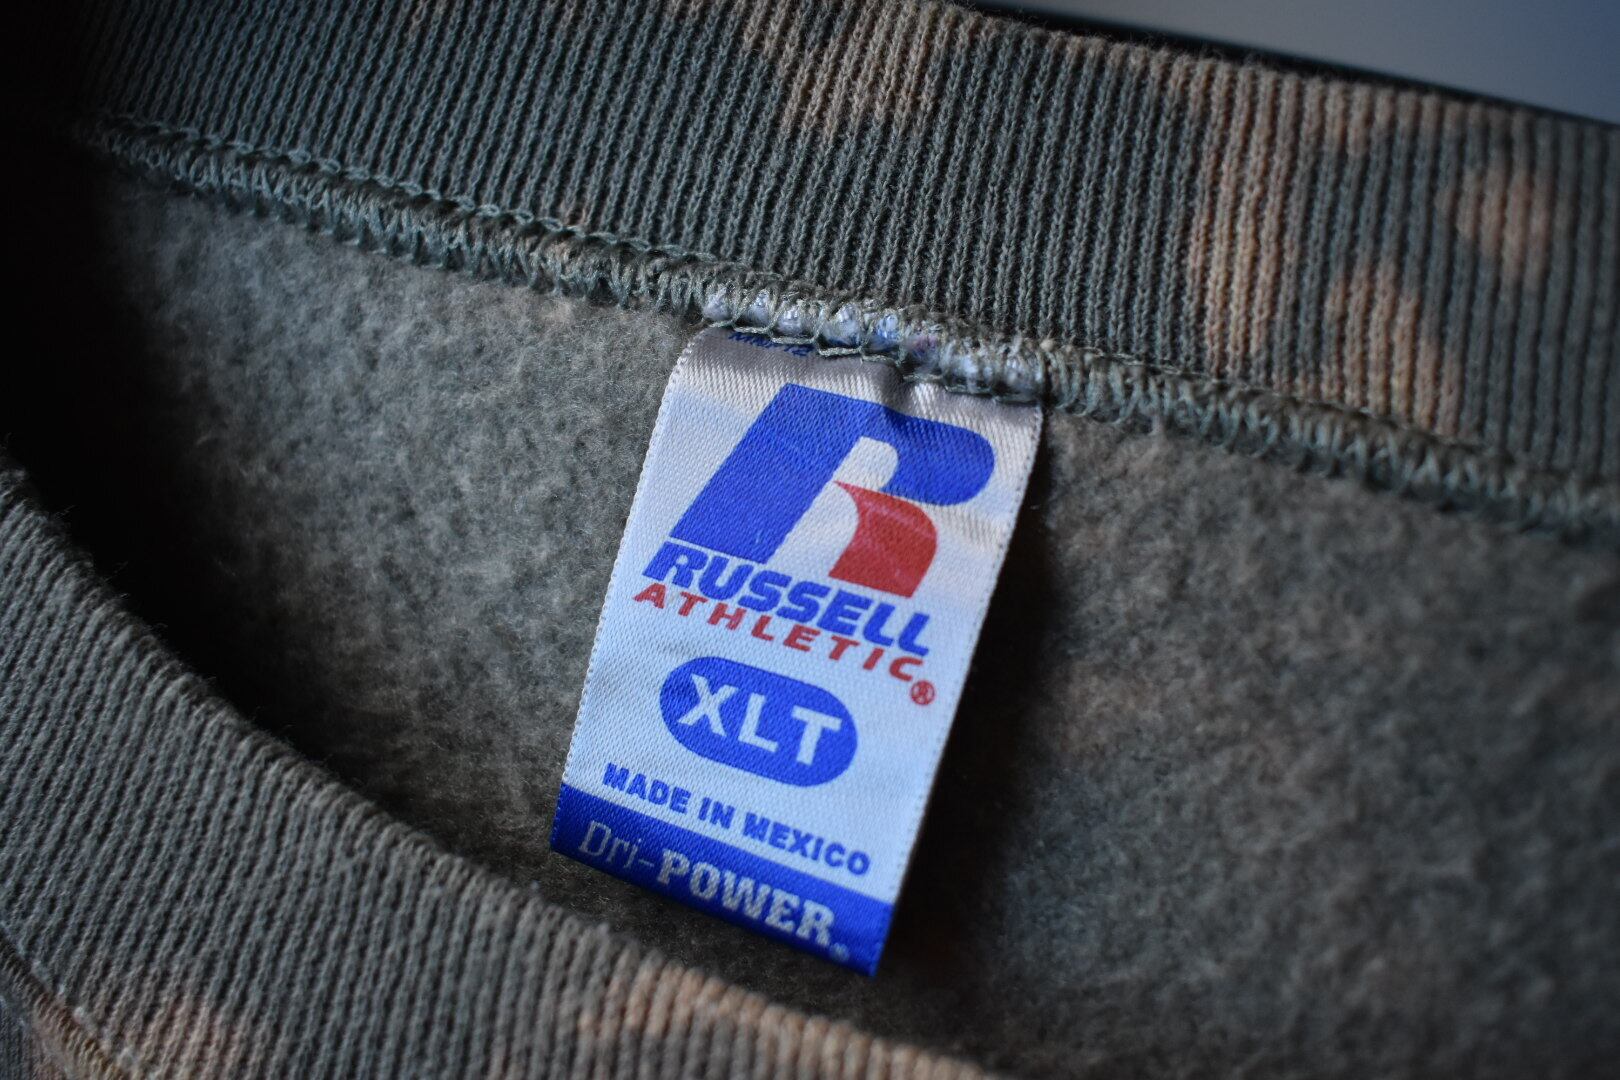 RUSSELL
ATHLETIC®
XLT
MADE IN MEXICO
Dri-POWER®